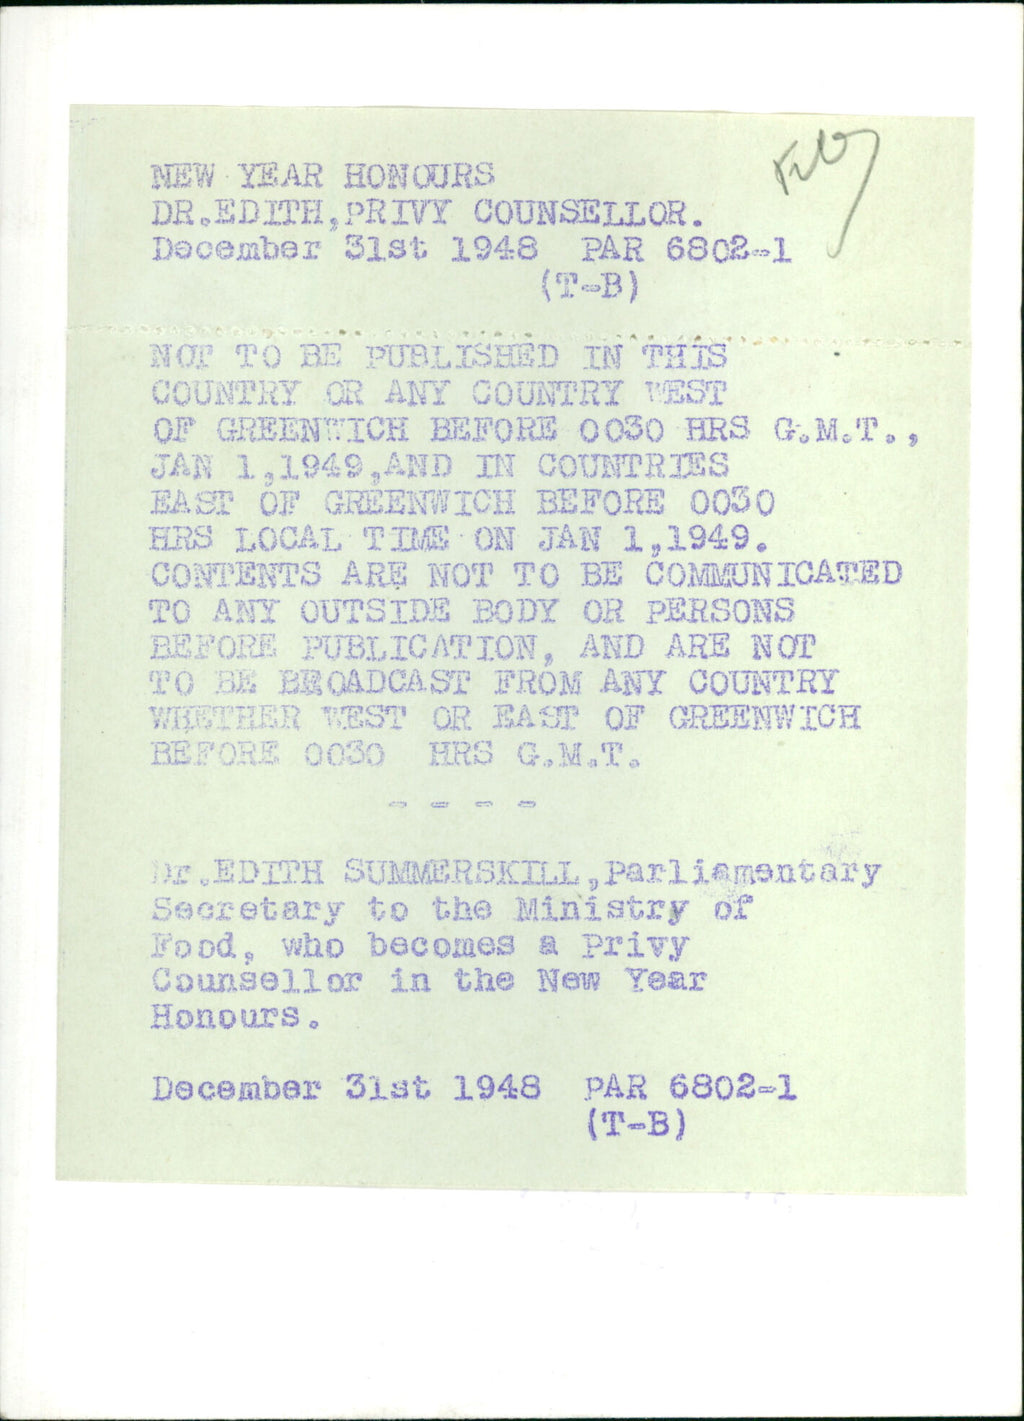 NEW YEAR HONOURS
DR.EDITH,PRIVY COUNSELLOR.
December 31st 1948 PAR 6802-1
(T-B)
NOT TO BE PUBLISHED IN THIS
COUNTRY OR ANY COUNTRY WEST
OF GREENWICH BEFORE 0030 HRS G.M.T.,
JAN 1,1949,AND IN COUNTRIES
EAST OF GREENWICH BEFORE 0030
HRS LOCAL TIME ON JAN 1,1949.
CONTENTS ARE NOT TO BE COMMUNICATED
TO ANY OUTSIDE BODY OR PERSONS
BEFORE PUBLICATION, AND ARE NOT
TO BE BROADCAST FROM ANY COUNTRY
WHETHER WEST OR EAST OF GREENWICH
BEFORE 0030 HRS G.M.T.
- - - -
Dr.EDITH SUMMERSKILL,Parliamentary
Secretary to the Ministry of
Food, who becomes a Privy
Counsellor in the New Year
Honours.
December 31st 1948 PAR 6802-1
(T-B)